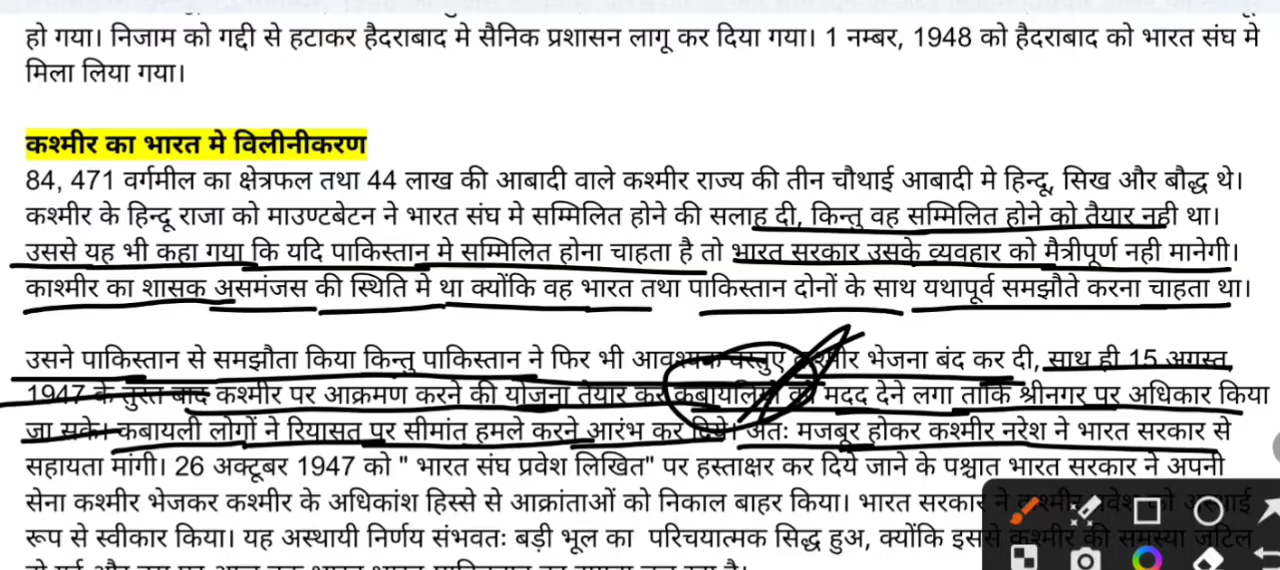 हो गया। निजाम को गद्दी से हटाकर हैदराबाद मे सैनिक प्रशासन लागू कर दिया गया। 1 नम्बर, 1948 को हैदराबाद को भारत संघ मे
मिला लिया गया।
कश्मीर का भारत मे विलीनीकरण
84, 471 वर्गमील का क्षेत्रफल तथा 44 लाख की आबादी वाले कश्मीर राज्य की तीन चौथाई आबादी मे हिन्दू, सिख और बौद्ध थे।
कश्मीर के हिन्दू राजा को माउण्टबेटन ने भारत संघ मे सम्मिलित होने की सलाह दी, किन्तु वह सम्मिलित होने को तैयार नही था।
उससे यह भी कहा गया कि यदि पाकिस्तान मे सम्मिलित होना चाहता है तो भारत सरकार उसके व्यवहार को मैत्रीपूर्ण नही मानेगी।
काश्मीर का शासक असमंजस की स्थिति मे था क्योंकि वह भारत तथा पाकिस्तान दोनों के साथ यथापूर्व समझौते करना चाहता था।
उसने पाकिस्तान से समझौता किया किन्तु पाकिस्तान ने फिर भी आवश्यक वस्तुएं कश्मीर भेजना बंद कर दी, साथ ही 15 अगस्त
1947 के तुरंत बाद कश्मीर पर आक्रमण करने की योजना तैयार कर कबायलियों को मदद देने लगा ताकि श्रीनगर पर अधिकार किया
जा सके। कबायली लोगों ने रियासत पर सीमांत हमले करने आरंभ कर दिये। अतः मजबूर होकर कश्मीर नरेश ने भारत सरकार से
सहायता मांगी। 26 अक्टूबर 1947 को " भारत संघ प्रवेश लिखित" पर हस्ताक्षर कर दिये जाने के पश्चात भारत सरकार ने अपनी
सेना कश्मीर भेजकर कश्मीर के अधिकांश हिस्से से आक्रांताओं को निकाल बाहर किया। भारत सरकार ने कश्मीर प्रवेश को अस्थाई
रूप से स्वीकार किया। यह अस्थायी निर्णय संभवतः बड़ी भूल का परिचयात्मक सिद्ध हुअ, क्योंकि इससे कश्मीर की समस्या जटिल